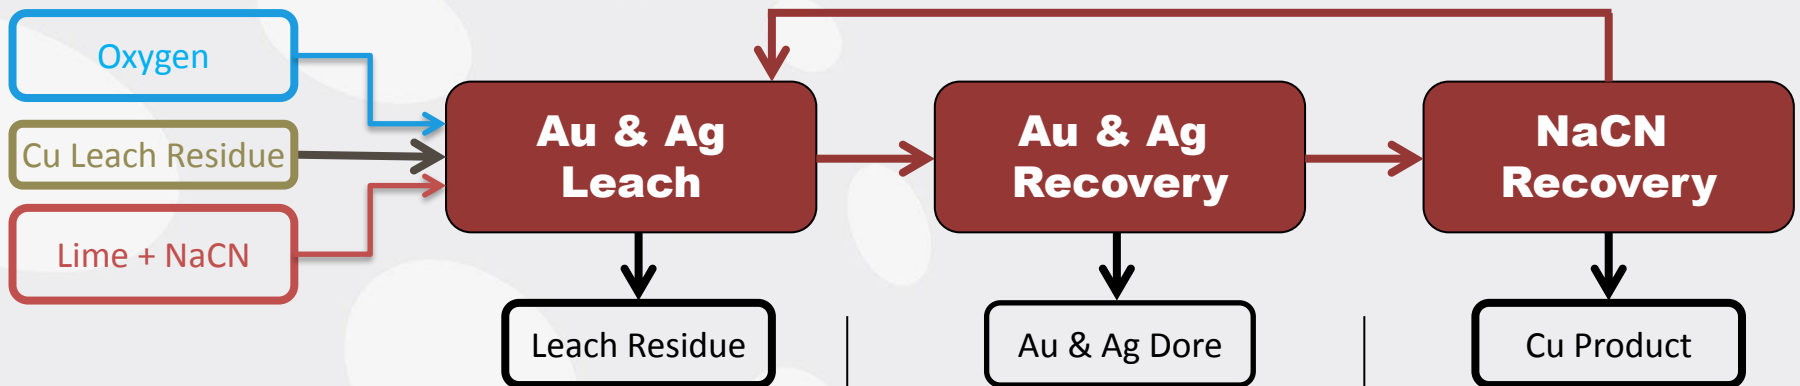 Oxygen
Cu Leach Residue
Lime + NaCN
Au & Ag
Leach
Au & Ag
Recovery
NaCN
Recovery
Leach Residue
Au & Ag Dore
Cu Product